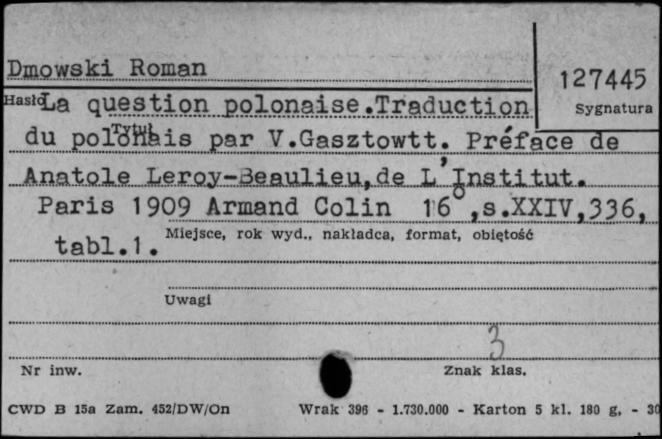 Dmowski Roman
127445
Hasło
Sygnatura
La question polonaise.Traduction
du polonais par V.Gasztowtt. Préface de
Tytuł
Anatole Leroy-Beaulieu,de L'Institut.
Paris 1909 Armand Colin 16°,s.XXIV,336,
tabl.1.
Miejsce, rok wyd., nakładca, format, objętość
Uwagi
3
Nr inw.
Znak klas.
CWD B 15a Zam. 452/DW/On Wrak 396 - 1.730.000 - Karton 5 kl. 180 g, - 30